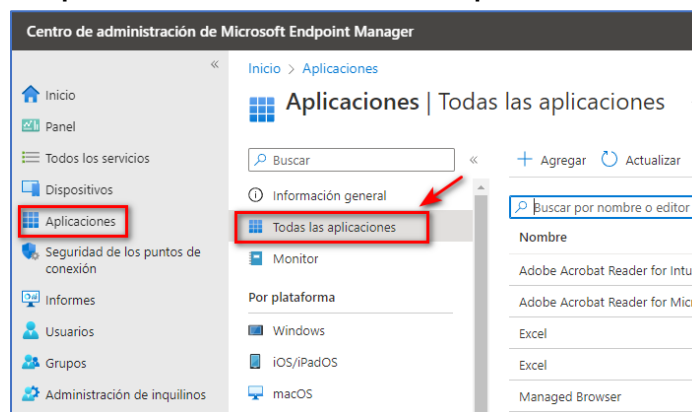 Centro de administración de Microsoft Endpoint Manager
«
Inicio
Panel
Todos los servicios
Dispositivos
Aplicaciones
Seguridad de los puntos de
conexión
Informes
Usuarios
Grupos
Administración de inquilinos
Inicio > Aplicaciones
Aplicaciones | Todas las aplicaciones
Buscar
«
Información general
Todas las aplicaciones
Monitor
Por plataforma
Windows
iOS/iPadOS
macOS
+ Agregar Actualizar
Buscar por nombre o editor
Nombre
Adobe Acrobat Reader for Intu
Adobe Acrobat Reader for Micr
Excel
Excel
Managed Browser